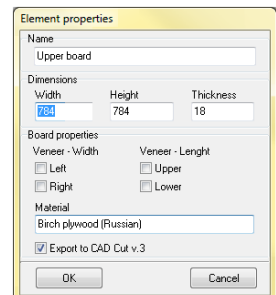 Element properties
Name
Upper board
Dimensions
Width Height Thickness
784 784 18
Board properties
Veneer - Width Veneer - Lenght
Left Upper
Right Lower
Material
Birch plywood (Russian)
Export to CAD Cut v.3
OK Cancel